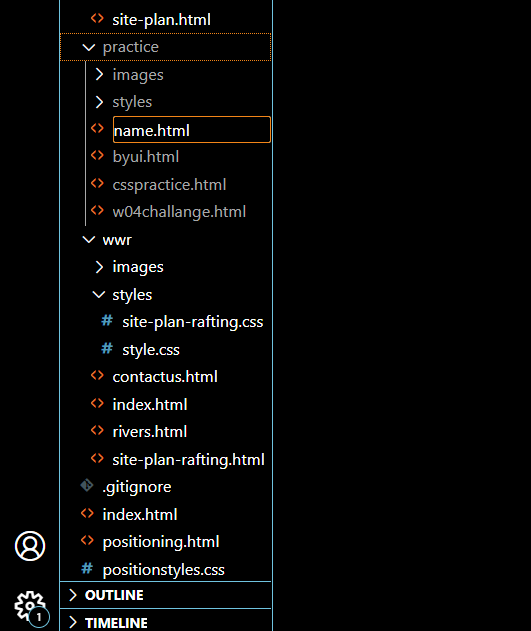 site-plan.html
practice
images
styles
name.html
byui.html
csspractice.html
w04challange.html
wwr
images
styles
# site-plan-rafting.css
# style.css
contactus.html
index.html
rivers.html
site-plan-rafting.html
.gitignore
index.html
positioning.html
# positionstyles.css
OUTLINE
1
TIMELINE